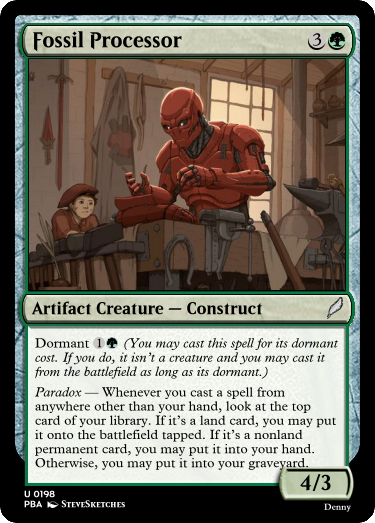 Fossil Processor 3
Artifact Creature — Construct
Dormant 1 (You may cast this spell for its dormant
cost. If you do, it isn't a creature and you may cast it
from the battlefield as long as its dormant.)
Paradox — Whenever you cast a spell from
anywhere other than your hand, look at the top
card of your library. If it's a land card, you may put
it onto the battlefield tapped. If it's a nonland
permanent card, you may put it into your hand.
Otherwise, you may put it into your graveyard.
4/3
U 0198
PBA SteveSketches
Denny